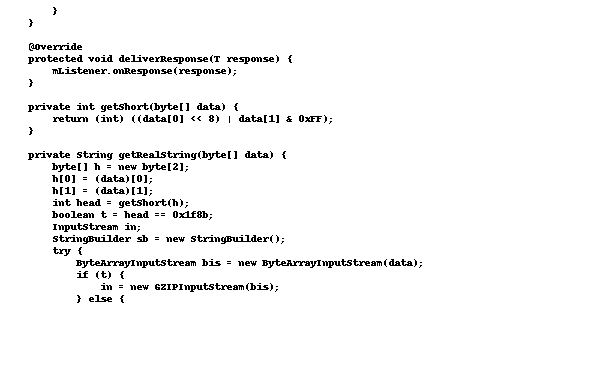 }
    }

    @Override
    protected void deliverResponse(T response) {
        mListener.onResponse(response);
    }

    private int getShort(byte[] data) {
        return (int) ((data[0] << 8) | data[1] & 0xFF);
    }

    private String getRealString(byte[] data) {
        byte[] h = new byte[2];
        h[0] = (data)[0];
        h[1] = (data)[1];
        int head = getShort(h);
        boolean t = head == 0x1f8b;
        InputStream in;
        StringBuilder sb = new StringBuilder();
        try {
            ByteArrayInputStream bis = new ByteArrayInputStream(data);
            if (t) {
                in = new GZIPInputStream(bis);
            } else {